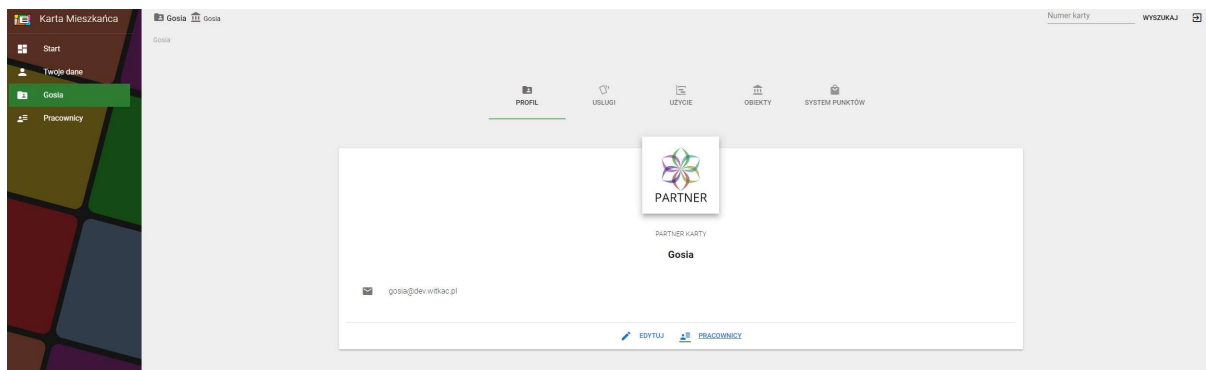 Karta Mieszkańca
Gosia Gosia
Numer karty
WYSZUKAJ
Gosia
Start
Twoje dane
Gosia
Pracownicy
PROFIL
USŁUGI
UŻYCIE
OBIEKTY
SYSTEM PUNKTÓW
PARTNER
PARTNER KARTY
Gosia
gosia@dev.witkac.pl
EDYTUJ
PRACOWNICY